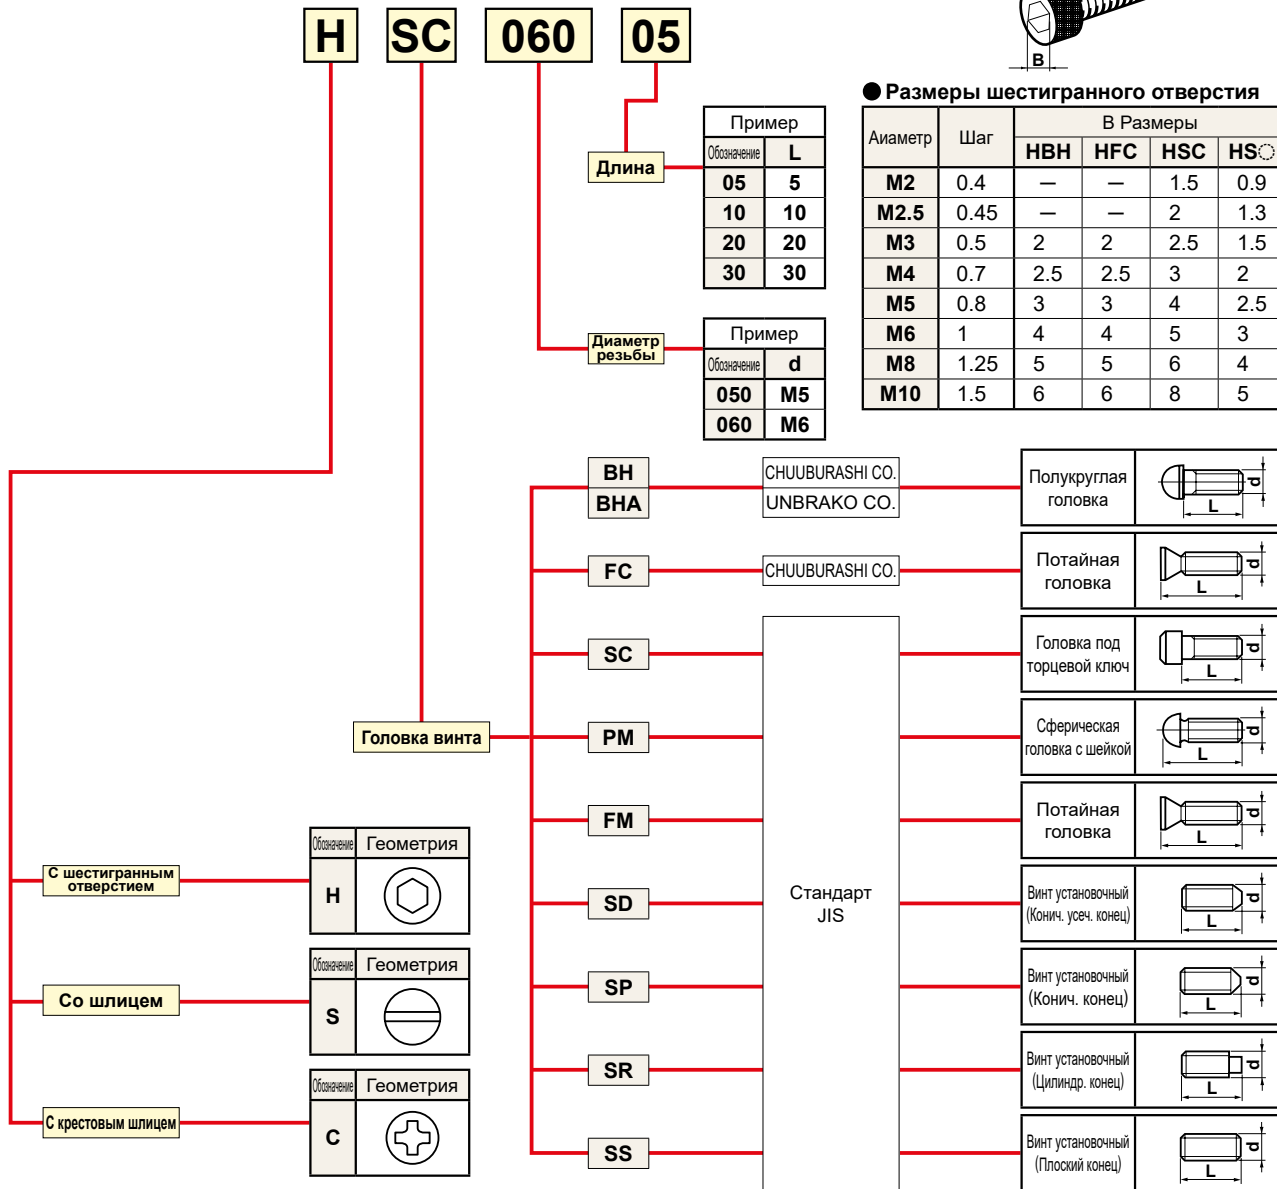 H SC 060 05
B
● Размеры шестигранного отверстия
Аиаметр Шаг В Размеры
HBH HFC HSC HS◌
M2 0.4 — — 1.5 0.9
M2.5 0.45 — — 2 1.3
M3 0.5 2 2 2.5 1.5
M4 0.7 2.5 2.5 3 2
M5 0.8 3 3 4 2.5
M6 1 4 4 5 3
M8 1.25 5 5 6 4
M10 1.5 6 6 8 5
Длина
Пример
Обозначение L
05 5
10 10
20 20
30 30
Диаметр
резьбы
Пример
Обозначение d
050 M5
060 M6
Головка винта
BH CHUUBURASHI CO.
BHA UNBRAKO CO.
Полукруглая
головка
L d
FC CHUUBURASHI CO.
Потайная
головка
L d
Стандарт
JIS
SC
Головка под
торцевой ключ
L d
PM
Сферическая
головка с шейкой
L d
FM
Потайная
головка
L d
SD
Винт установочный
(Конич. усеч. конец)
L d
SP
Винт установочный
(Конич. конец)
L d
SR
Винт установочный
(Цилиндр. конец)
L d
SS
Винт установочный
(Плоский конец)
L d
С шестигранным
отверстием
Обозначение Геометрия
H
Со шлицем
Обозначение Геометрия
S
С крестовым шлицем
Обозначение Геометрия
C